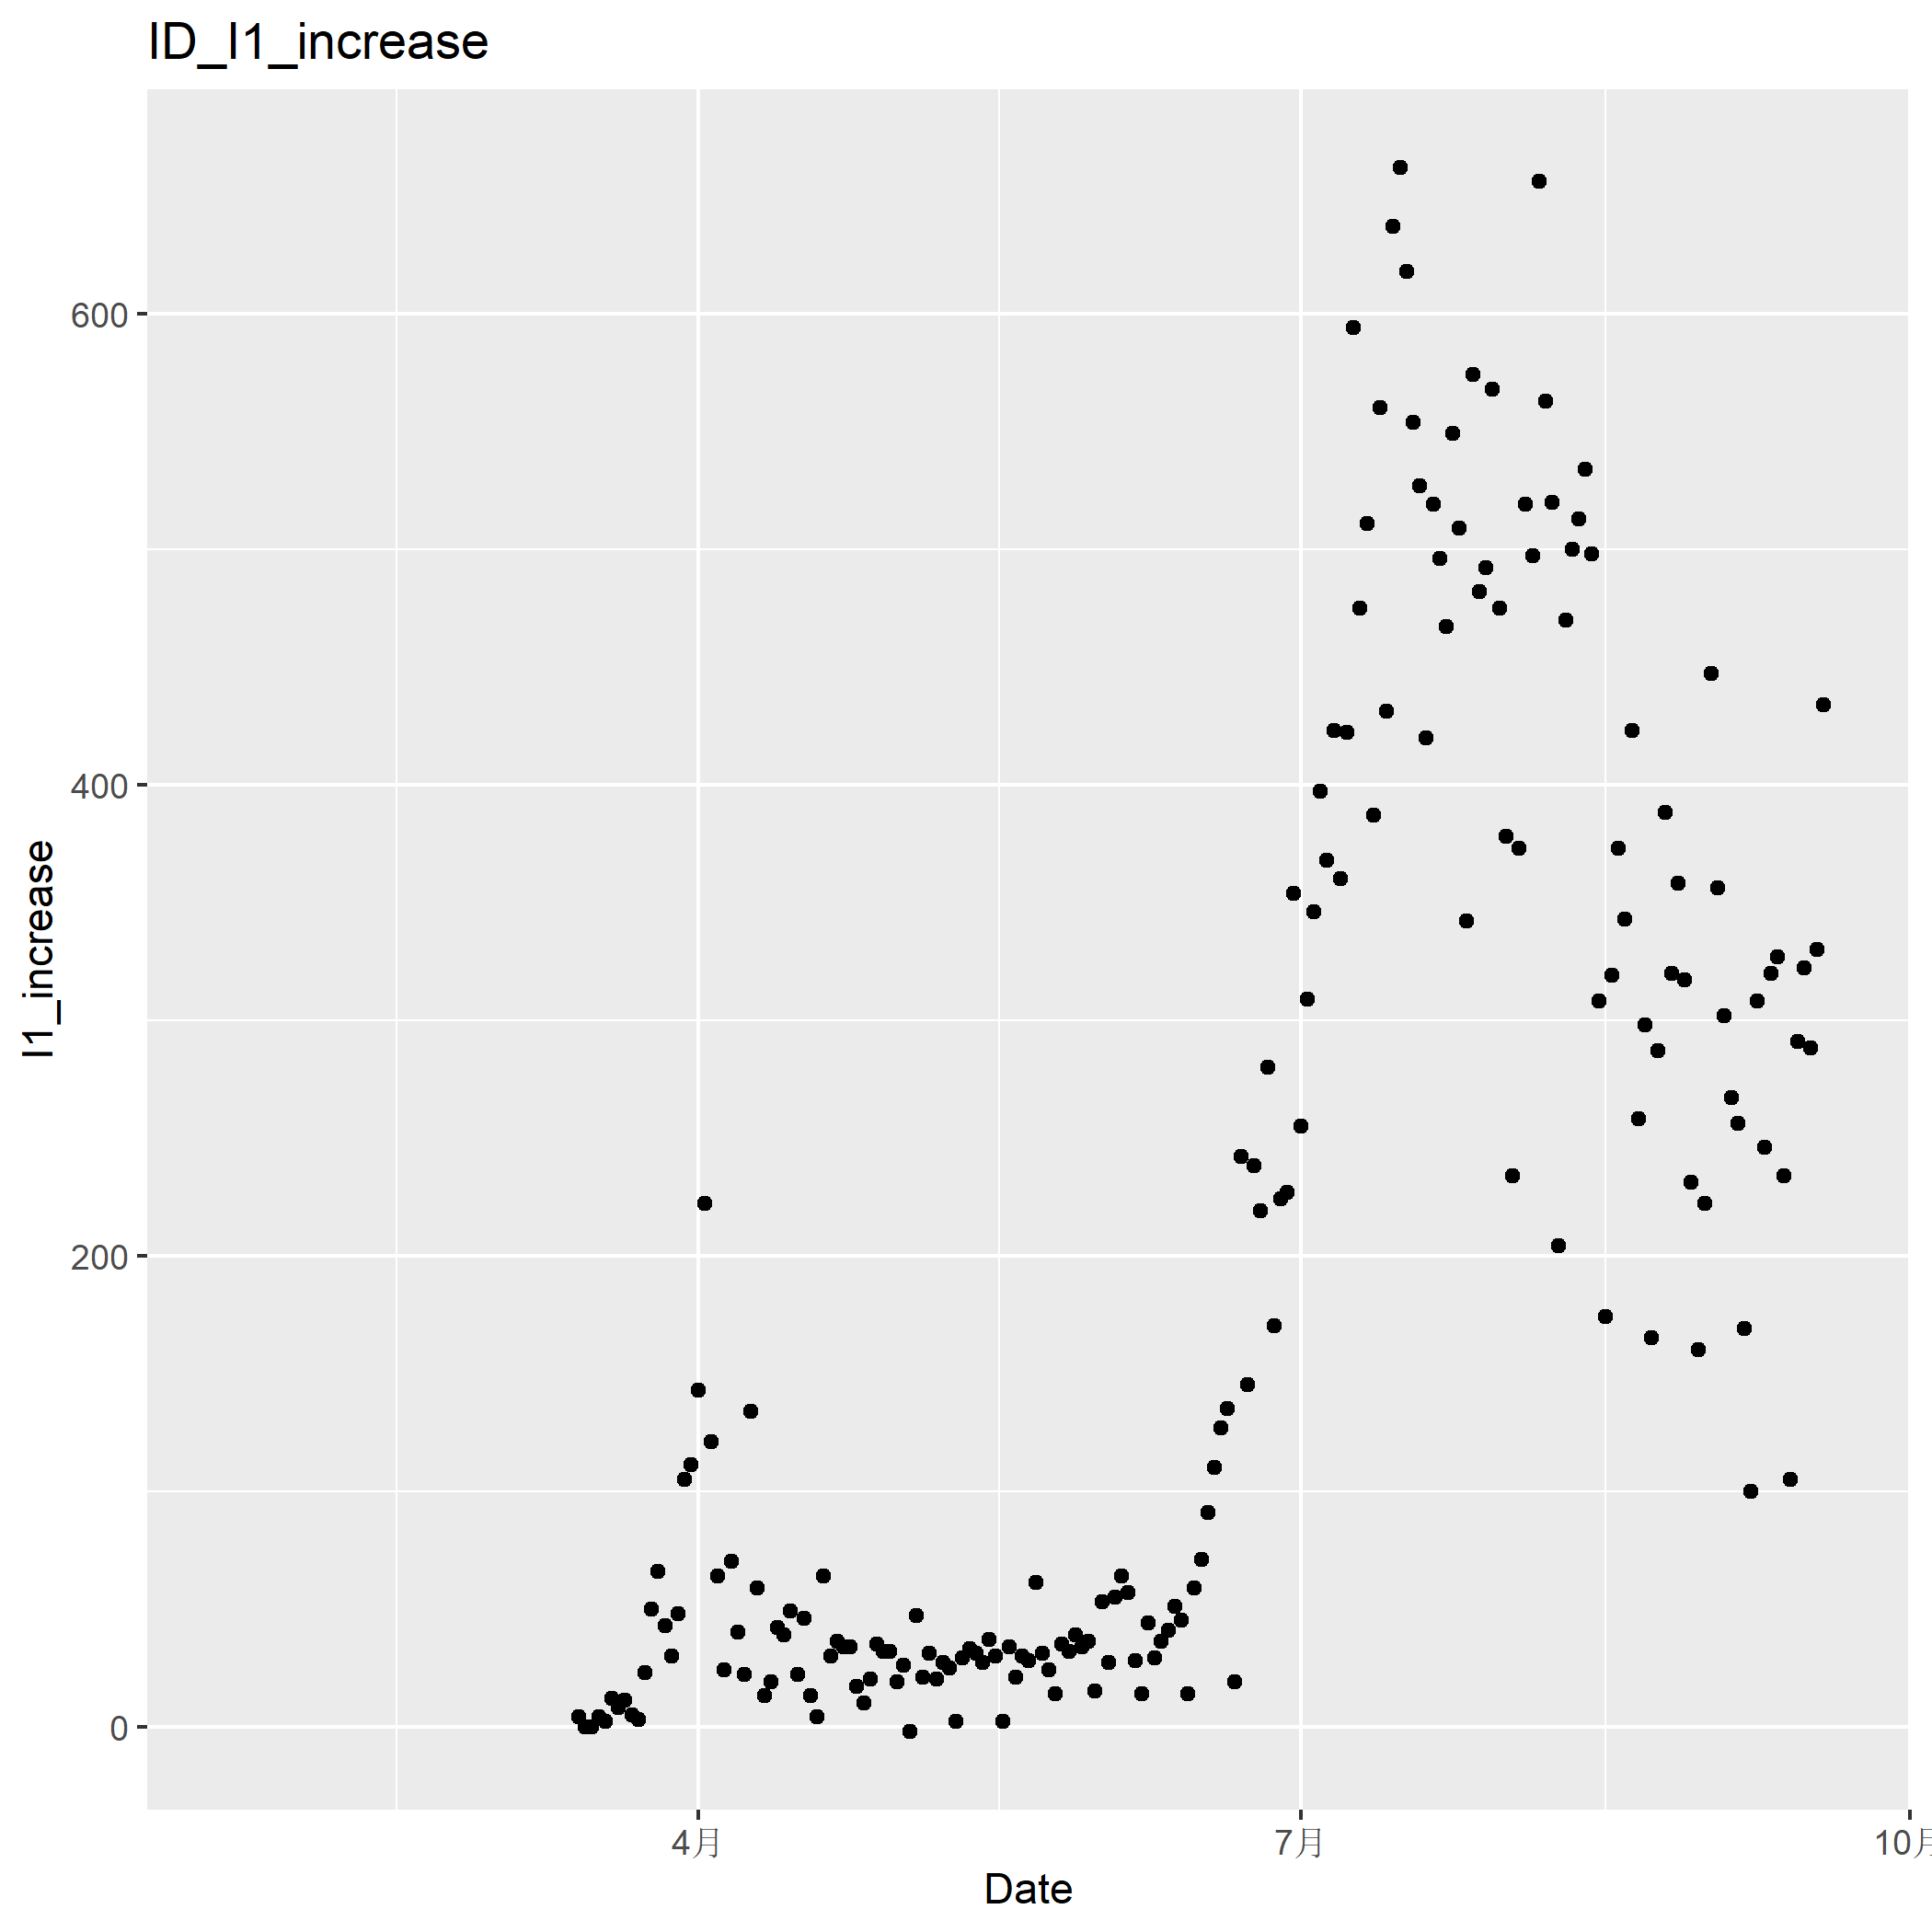 ID_I1_increase
I1_increase
600
400
200
0
4月
7月
10月
Date